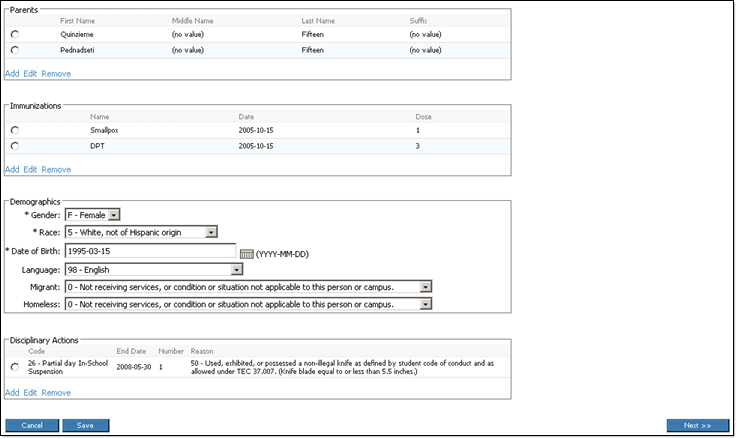 Parents
First Name Middle Name Last Name Suffix
Quinzieme (no value) Fifteen (no value)
Pednadseti (no value) Fifteen (no value)
Add Edit Remove
Immunizations
Name Date Dose
Smallpox 2005-10-15 1
DPT 2005-10-15 3
Add Edit Remove
Demographics
* Gender: F - Female
* Race: 5 - White, not of Hispanic origin
* Date of Birth: 1995-03-15 (YYYY-MM-DD)
Language: 98 - English
Migrant: 0 - Not receiving services, or condition or situation not applicable to this person or campus.
Homeless: 0 - Not receiving services, or condition or situation not applicable to this person or campus.
Disciplinary Actions
Code End Date Number Reason
26 - Partial day In-School Suspension 2008-05-30 1 50 - Used, exhibited, or possessed a non-illegal knife as defined by student code of conduct and as
allowed under TEC 37.007. (Knife blade equal to or less than 5.5 inches.)
Add Edit Remove
Cancel Save Next >>